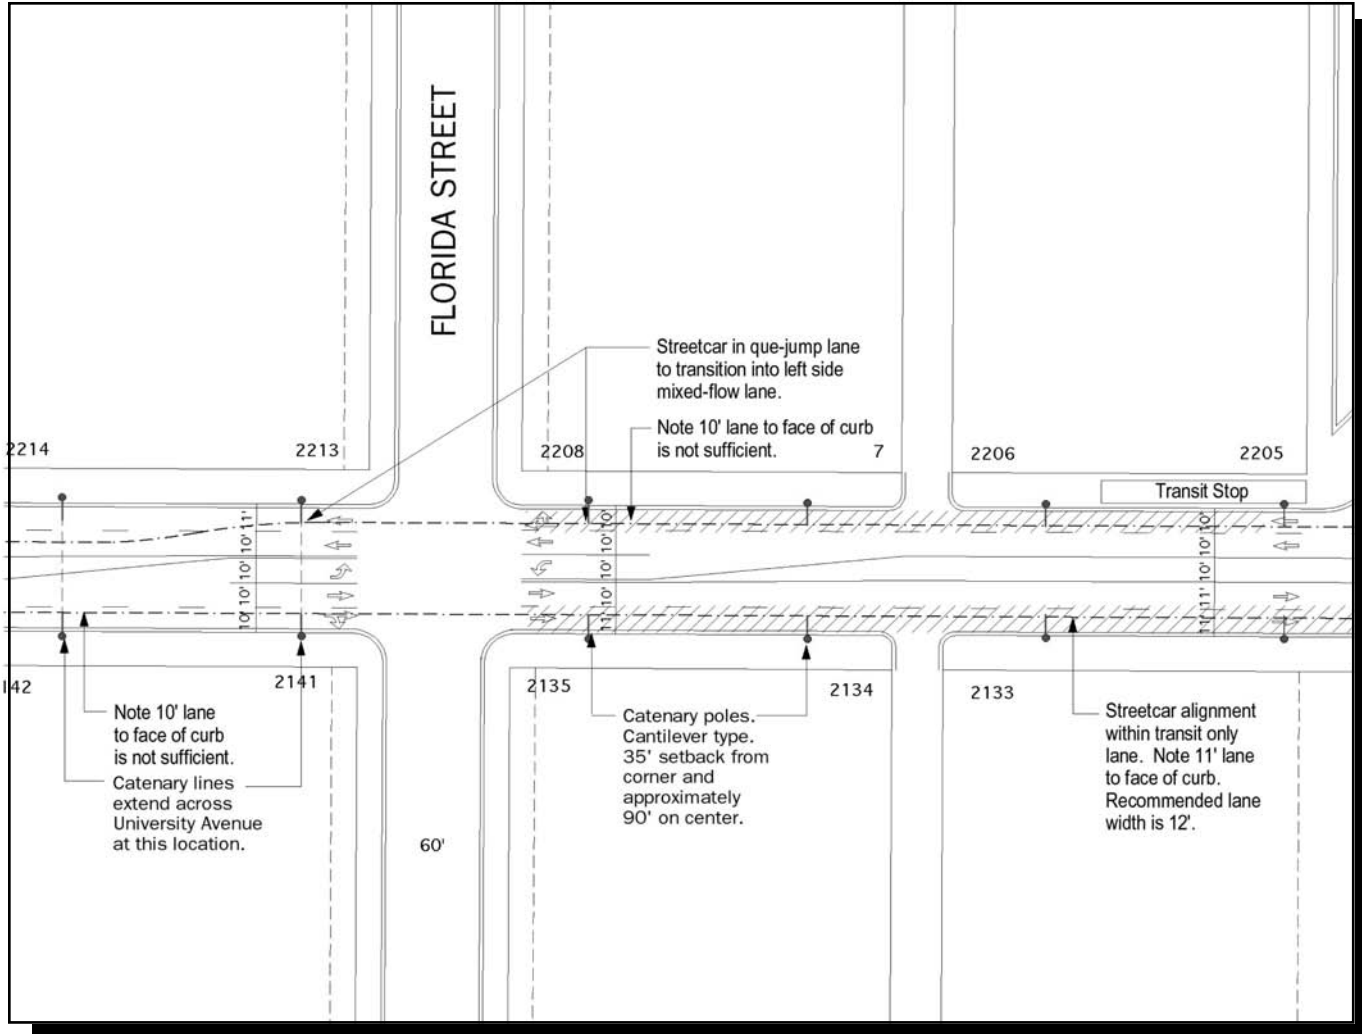 FLORIDA STREET
Streetcar in que-jump lane
to transition into left side
mixed-flow lane.
Note 10' lane to face of curb
is not sufficient.
2214
2213
2208
7
2206
2205
Transit Stop
10' 10' 10' 10' 11'
11' 10' 10' 10' 10'
11' 11' 10' 10' 10'
142
2141
2135
2134
2133
Note 10' lane
to face of curb
is not sufficient.
Catenary lines
extend across
University Avenue
at this location.
Catenary poles.
Cantilever type.
35' setback from
corner and
approximately
90' on center.
Streetcar alignment
within transit only
lane. Note 11' lane
to face of curb.
Recommended lane
width is 12'.
60'